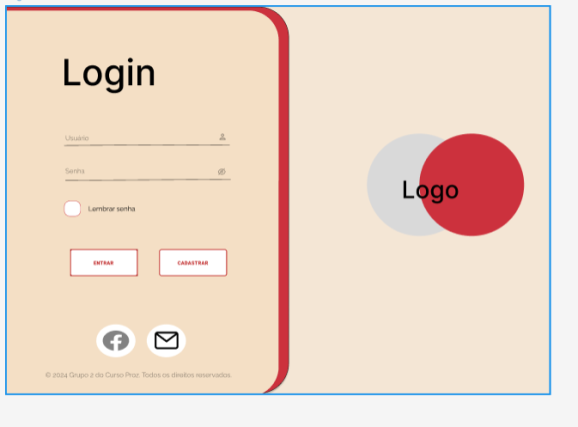 Login
Usuário
Senha
Lembrar senha
ENTRAR
CADASTRAR
Logo
© 2024 Grupo 2 do Curso Proz, Todos os direitos reservados.